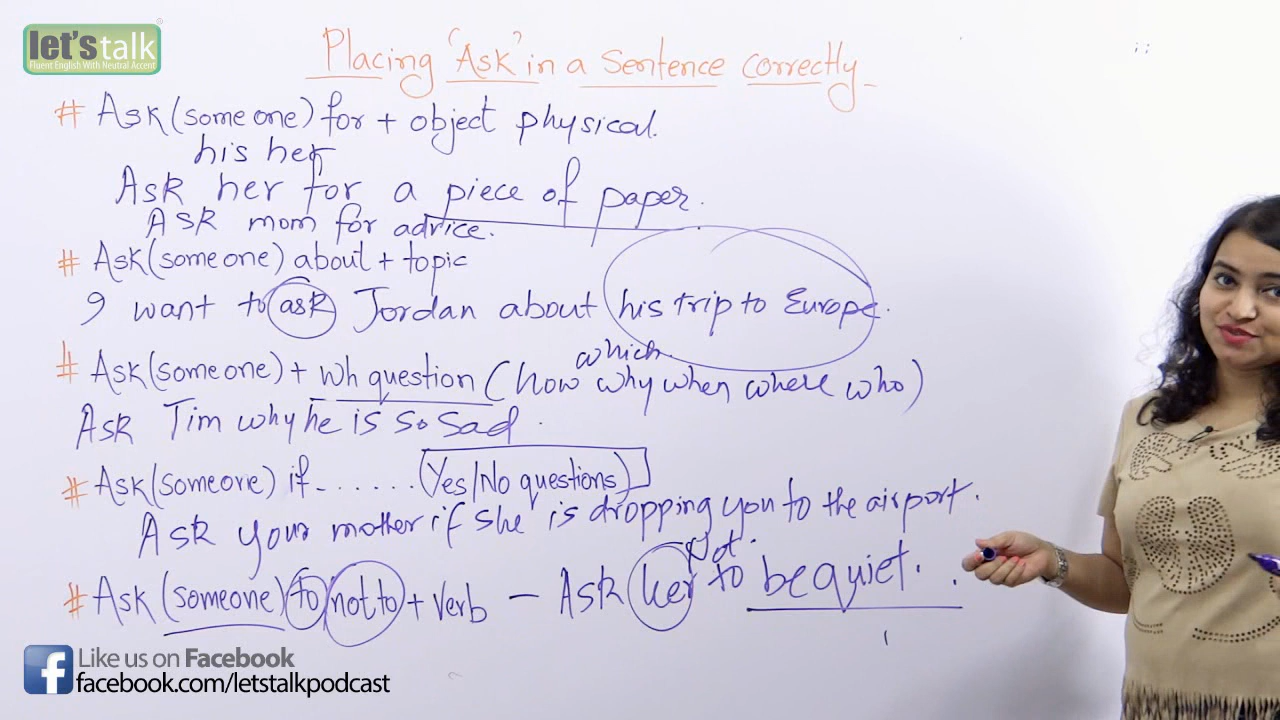 let's talk®
Fluent English With Neutral Accent
Placing 'Ask' in a Sentence correctly
# Ask (some one) for + object physical.
his her
Ask her for a piece of paper.
Ask mom for advice.
# Ask (someone) about + topic
I want to ask Jordan about his trip to Europe.
which
# Ask (someone) + wh question (how why when where who)
Ask Tim why he is so sad.
# Ask (someone) if ....... (Yes/No questions)
Ask your mother if she is dropping you to the airport.
Not
# Ask (someone) to/not to + verb – Ask her to be quiet.
Like us on Facebook
facebook.com/letstalkpodcast